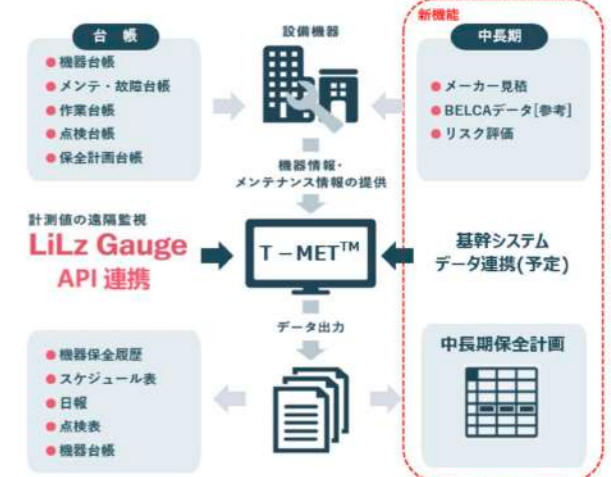 台 帳
機器台帳
メンテ・故障台帳
作業台帳
点検台帳
保全計画台帳
設備機器
新機能
中長期
メーカー見積
BELCAデータ[参考]
リスク評価
機器情報・
メンテナンス情報の提供
計測値の遠隔監視
LiLz Gauge
API 連携
T－MET™
基幹システム
データ連携(予定)
データ出力
機器保全履歴
スケジュール表
日報
点検表
機器台帳
中長期保全計画